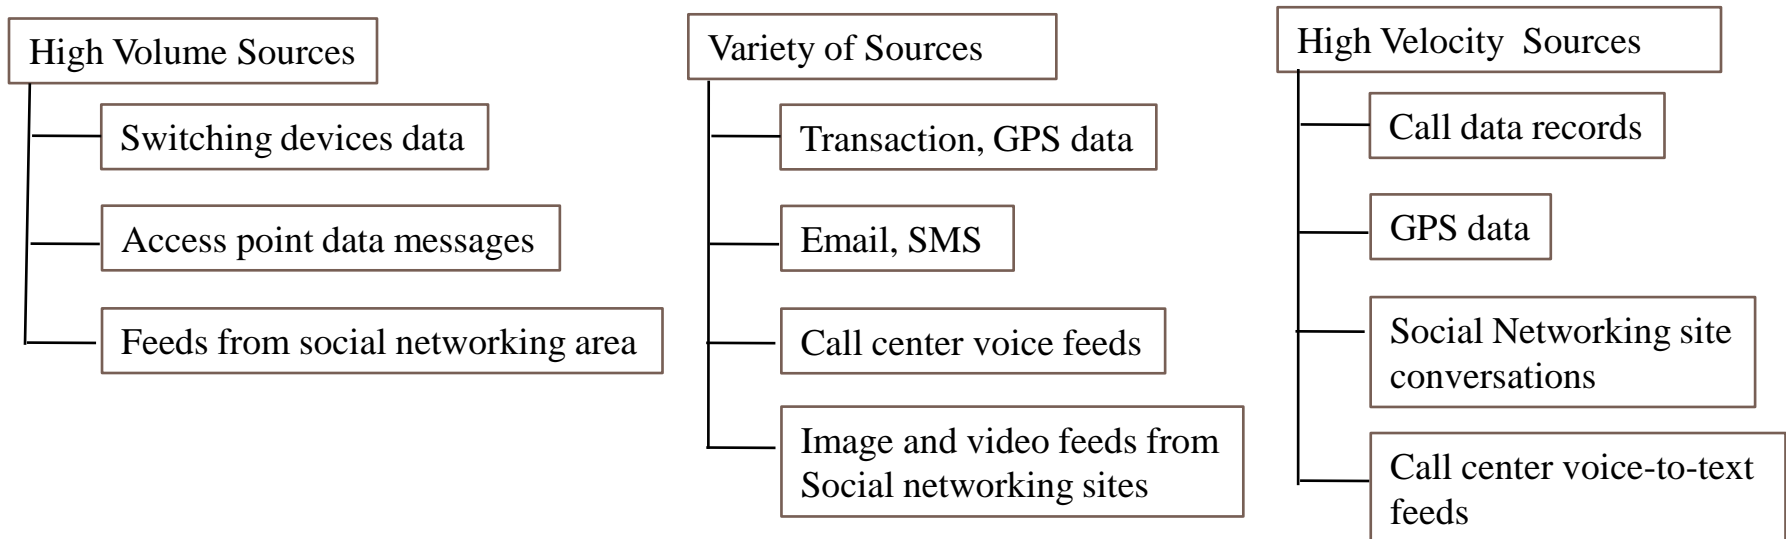 High Volume Sources
Switching devices data
Access point data messages
Feeds from social networking area
Variety of Sources
Transaction, GPS data
Email, SMS
Call center voice feeds
Image and video feeds from
Social networking sites
High Velocity Sources
Call data records
GPS data
Social Networking site
conversations
Call center voice-to-text
feeds